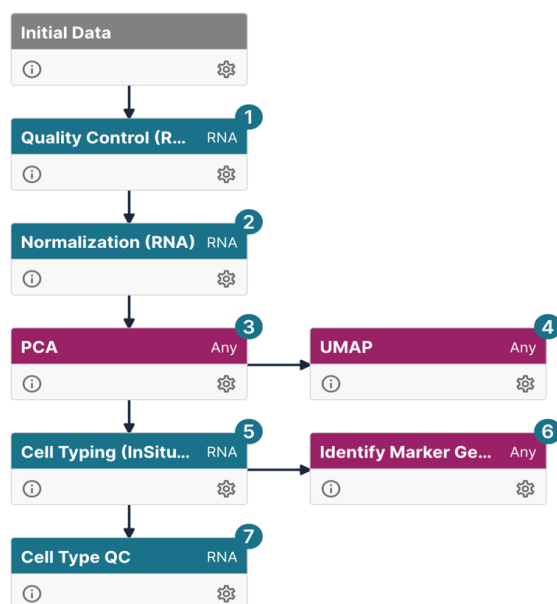 Initial Data
1
Quality Control (R... RNA
2
Normalization (RNA) RNA
3
PCA Any
4
UMAP Any
5
Cell Typing (InSitu... RNA
6
Identify Marker Ge... Any
7
Cell Type QC RNA